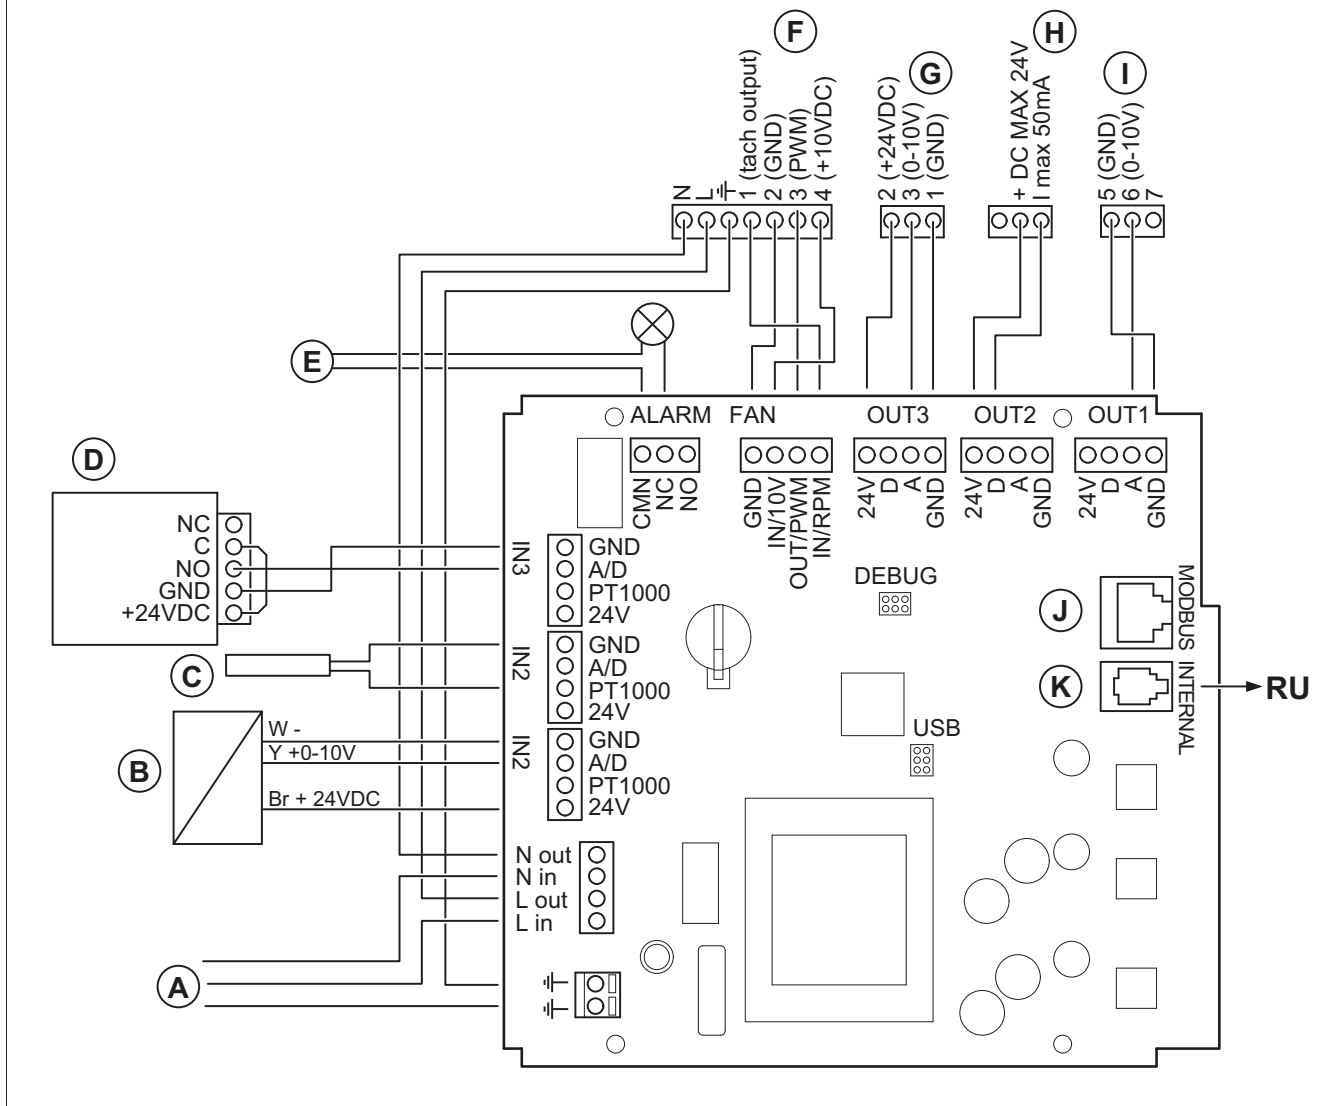 F
H
G
I
N
L
1 (tach output)
2 (GND)
3 (PWM)
4 (+10VDC)
2 (+24VDC)
3 (0-10V)
1 (GND)
+ DC MAX 24V
I max 50mA
5 (GND)
6 (0-10V)
7
E
ALARM
FAN
OUT3
OUT2
OUT1
CMN
NC
NO
GND
IN/10V
OUT/PWM
IN/RPM
24V
D
A
GND
24V
D
A
GND
24V
D
A
GND
D
NC
C
NO
GND
+24VDC
IN3
GND
A/D
PT1000
24V
DEBUG
J
MODBUS
C
IN2
GND
A/D
PT1000
24V
K
INTERNAL
RU
B
W -
Y +0-10V
Br + 24VDC
IN2
GND
A/D
PT1000
24V
USB
N out
N in
L out
L in
A